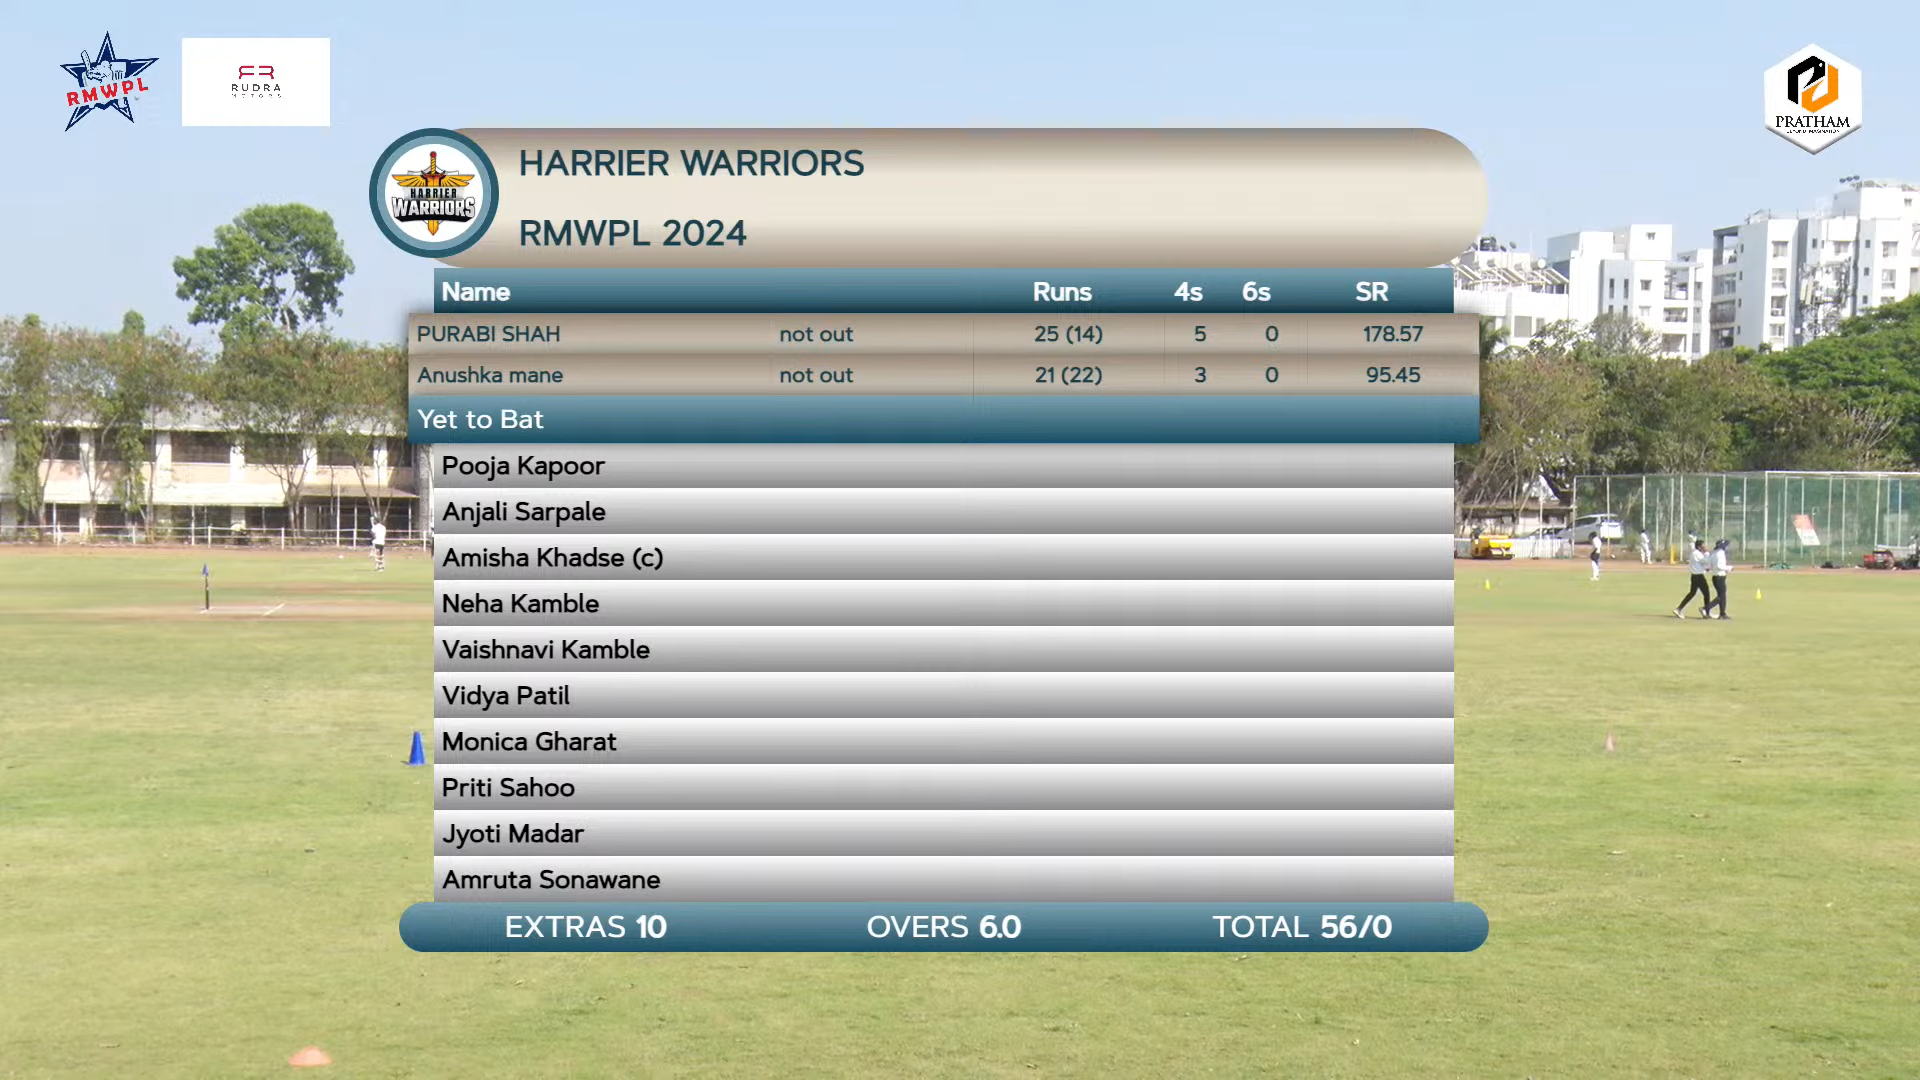 RMWPL
RUDRA
MOTORS
PRATHAM
BEYOND IMAGINATION
HARRIER
WARRIORS
HARRIER WARRIORS
RMWPL 2024
Name Runs 4s 6s SR
PURABI SHAH not out 25 (14) 5 0 178.57
Anushka mane not out 21 (22) 3 0 95.45
Yet to Bat
Pooja Kapoor
Anjali Sarpale
Amisha Khadse (c)
Neha Kamble
Vaishnavi Kamble
Vidya Patil
Monica Gharat
Priti Sahoo
Jyoti Madar
Amruta Sonawane
EXTRAS 10 OVERS 6.0 TOTAL 56/0